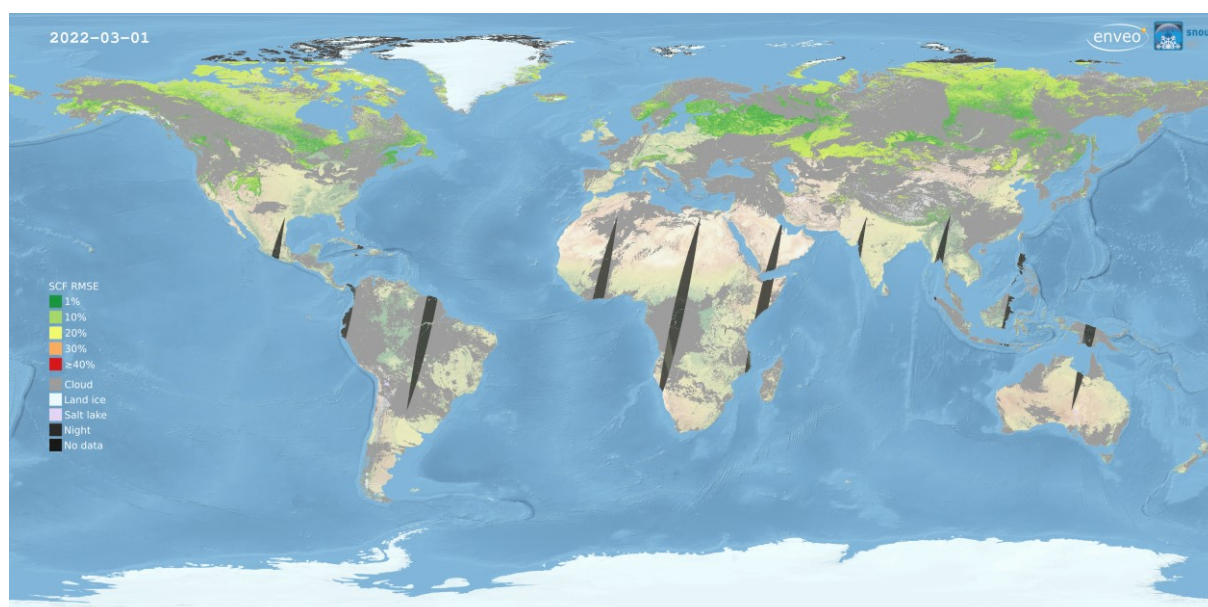 2022-03-01
enveo
snow
SCF RMSE
1%
10%
20%
30%
≥40%
Cloud
Land ice
Salt lake
Night
No data